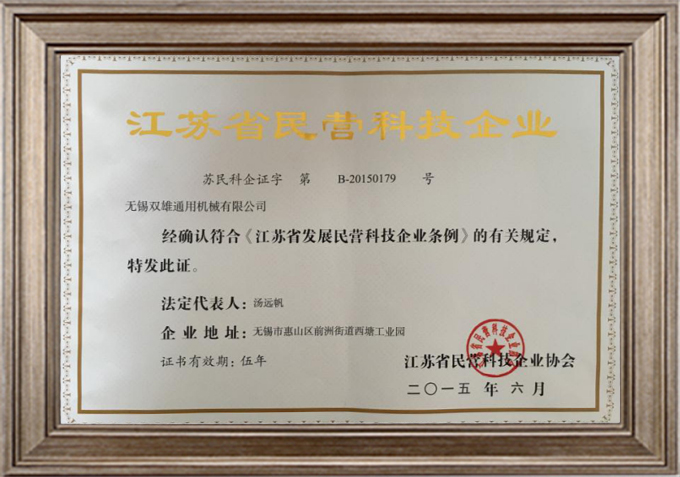 江苏省民营科技企业
苏民科企证字 第 B-20150179 号
无锡双雄通用机械有限公司
经确认符合《江苏省发展民营科技企业条例》的有关规定，
特发此证。
法定代表人：汤远帆
企业地址：无锡市惠山区前洲街道西塘工业园
证书有效期：伍年
江苏省民营科技企业协会
二〇一五 年 六 月